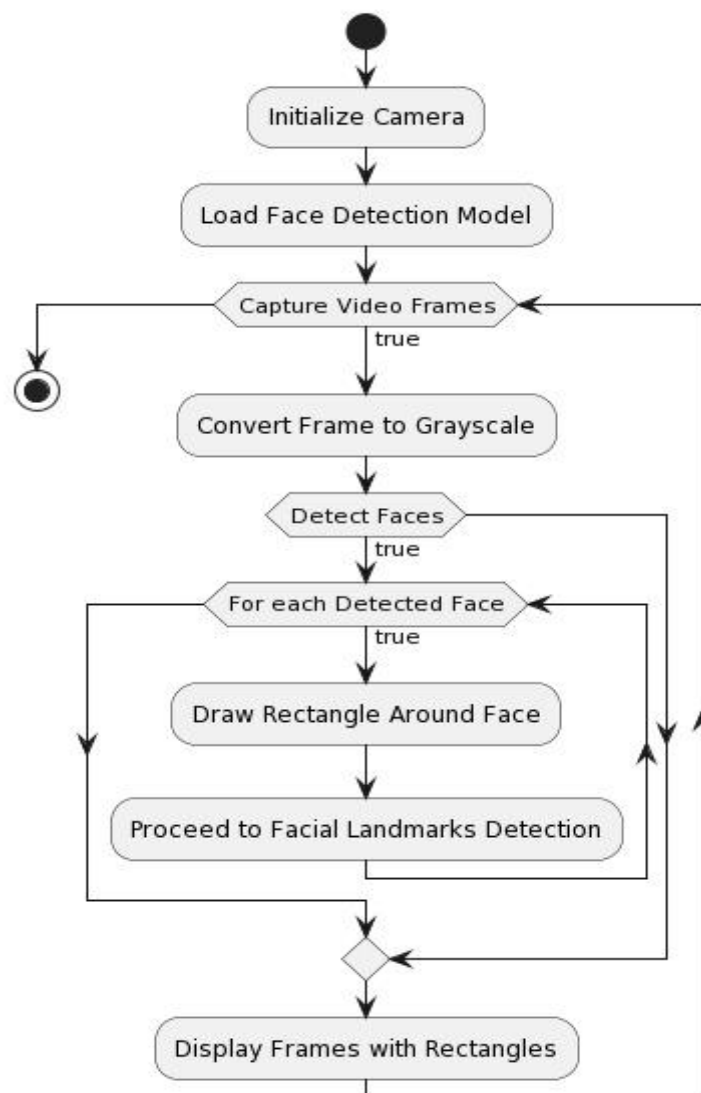 Initialize Camera
Load Face Detection Model
Capture Video Frames
true
Convert Frame to Grayscale
Detect Faces
true
For each Detected Face
true
Draw Rectangle Around Face
Proceed to Facial Landmarks Detection
Display Frames with Rectangles